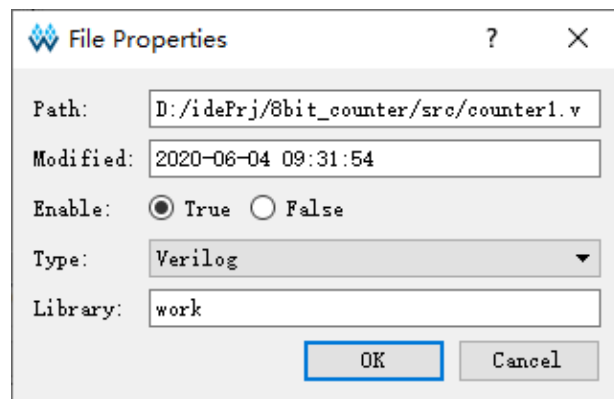 File Properties ? ×
Path: D:/idePrj/8bit_counter/src/counter1.v
Modified: 2020-06-04 09:31:54
Enable: True False
Type: Verilog
Library: work
OK Cancel